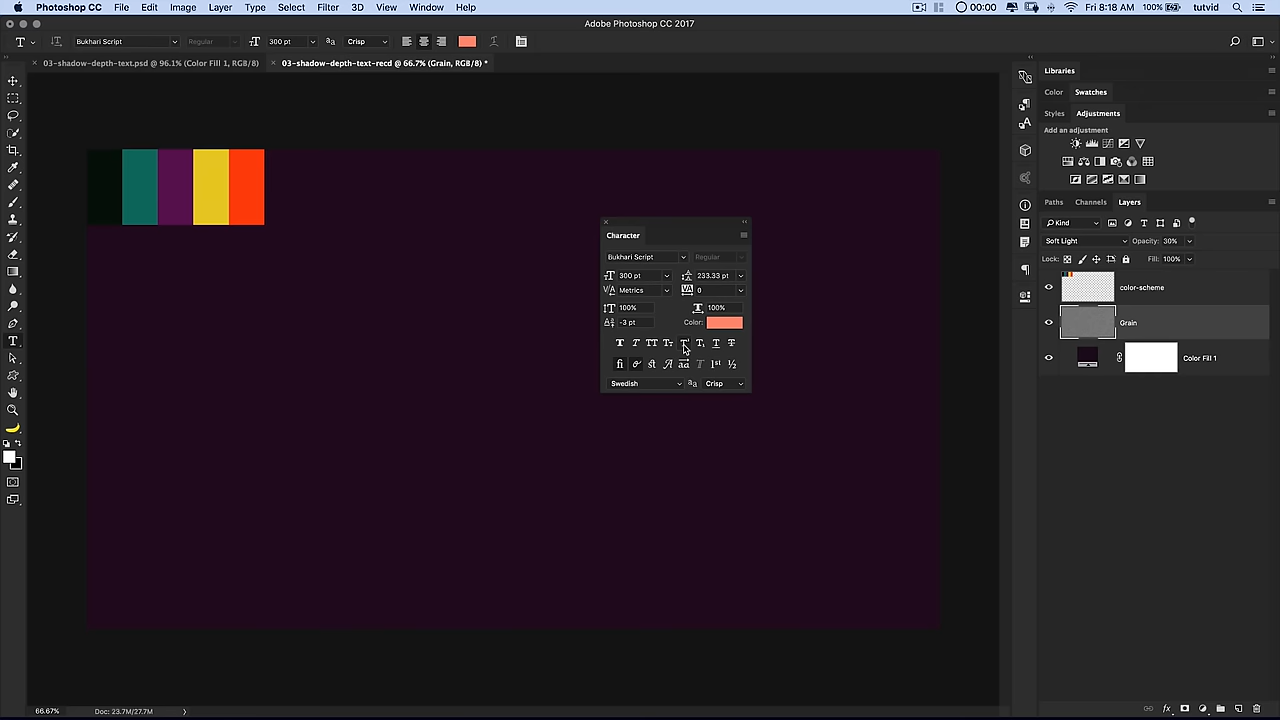 Photoshop CC File Edit Image Layer Type Select Filter 3D View Window Help 00:00 Fri 8:18 AM 100% tutvid
Adobe Photoshop CC 2017
Bukhari Script Regular 300 pt Crisp
03-shadow-depth-text.psd @ 96.1% (Color Fill 1, RGB/8) 03-shadow-depth-text-recd @ 66.7% (Grain, RGB/8) *
Libraries
Color Swatches
Styles Adjustments
Add an adjustment
Paths Channels Layers
Kind
Soft Light Opacity: 30%
Lock: Fill: 100%
color-scheme
Grain
Color Fill 1
Character
Bukhari Script Regular
300 pt 233.33 pt
Metrics 0
100% 100%
-3 pt Color:
Swedish Crisp
66.67% Doc: 23.7M/27.7M